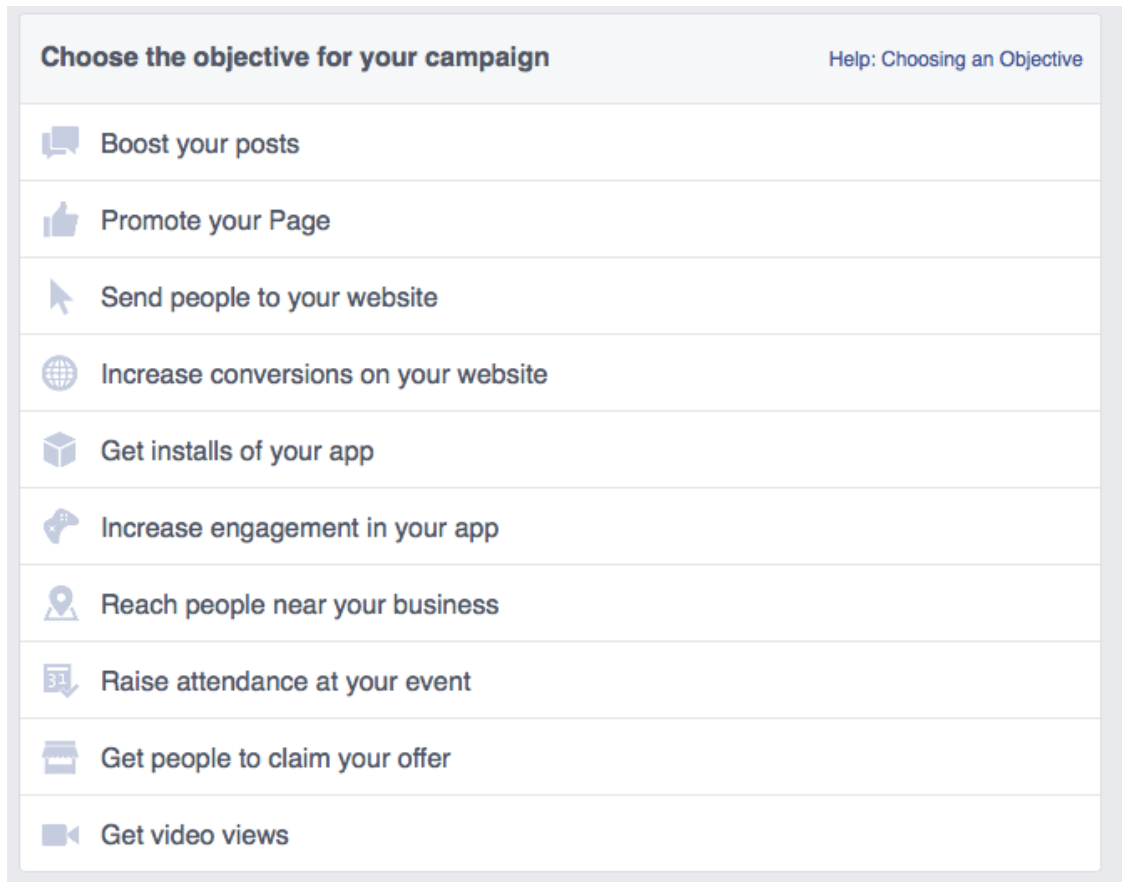 Choose the objective for your campaign
Help: Choosing an Objective
Boost your posts
Promote your Page
Send people to your website
Increase conversions on your website
Get installs of your app
Increase engagement in your app
Reach people near your business
31
Raise attendance at your event
Get people to claim your offer
Get video views